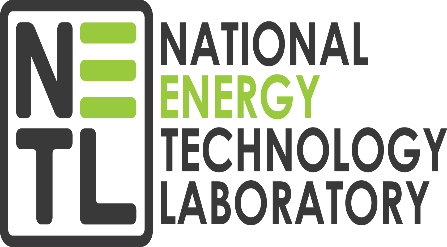 NE
TL
NATIONAL
ENERGY
TECHNOLOGY
LABORATORY